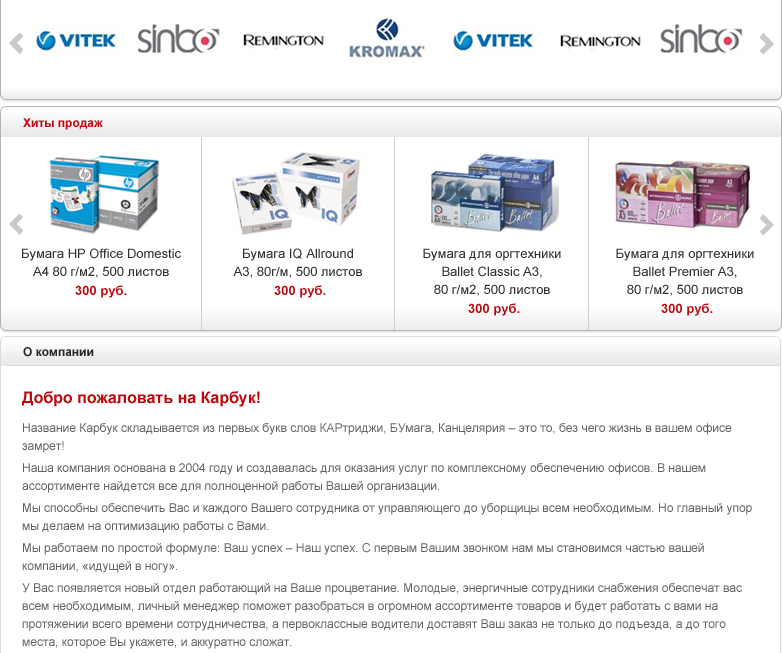 VITEK sinbo REMINGTON KROMAX VITEK REMINGTON sinbo
Хиты продаж
Бумага HP Office Domestic
A4 80 г/м2, 500 листов
300 руб.
IQ IQ
Бумага IQ Allround
A3, 80г/м, 500 листов
300 руб.
Ballet Ballet
Бумага для оргтехники
Ballet Classic A3,
80 г/м2, 500 листов
300 руб.
Ballet Ballet
Бумага для оргтехники
Ballet Premier A3,
80 г/м2, 500 листов
300 руб.
О компании
Добро пожаловать на Карбук!
Название Карбук складывается из первых букв слов КАРтриджи, БУмага, Канцелярия – это то, без чего жизнь в вашем офисе
замрет!
Наша компания основана в 2004 году и создавалась для оказания услуг по комплексному обеспечению офисов. В нашем
ассортименте найдется все для полноценной работы Вашей организации.
Мы способны обеспечить Вас и каждого Вашего сотрудника от управляющего до уборщицы всем необходимым. Но главный упор
мы делаем на оптимизацию работы с Вами.
Мы работаем по простой формуле: Ваш успех – Наш успех. С первым Вашим звонком нам мы становимся частью вашей
компании, «идущей в ногу».
У Вас появляется новый отдел работающий на Ваше процветание. Молодые, энергичные сотрудники снабжения обеспечат вас
всем необходимым, личный менеджер поможет разобраться в огромном ассортименте товаров и будет работать с вами на
протяжении всего времени сотрудничества, а первоклассные водители доставят Ваш заказ не только до подъезда, а до того
места, которое Вы укажете, и аккуратно сложат.